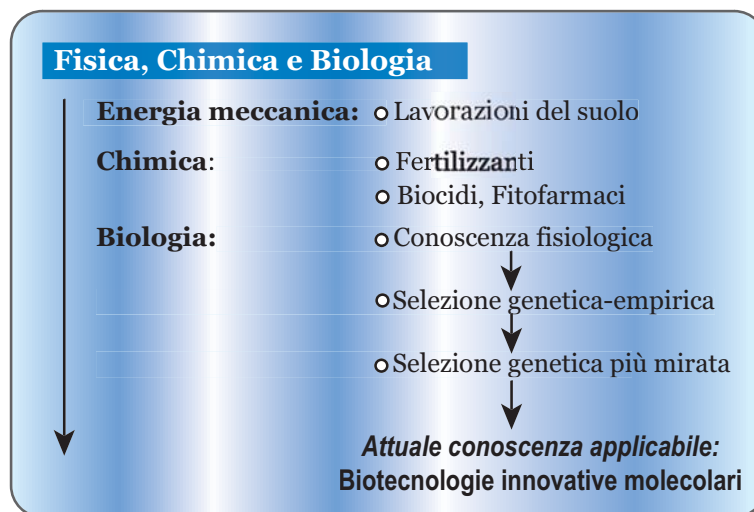 Fisica, Chimica e Biologia
Energia meccanica: Lavorazioni del suolo
Chimica: Fertilizzanti
Biocidi, Fitofarmaci
Biologia: Conoscenza fisiologica
Selezione genetica-empirica
Selezione genetica più mirata
Attuale conoscenza applicabile:
Biotecnologie innovative molecolari